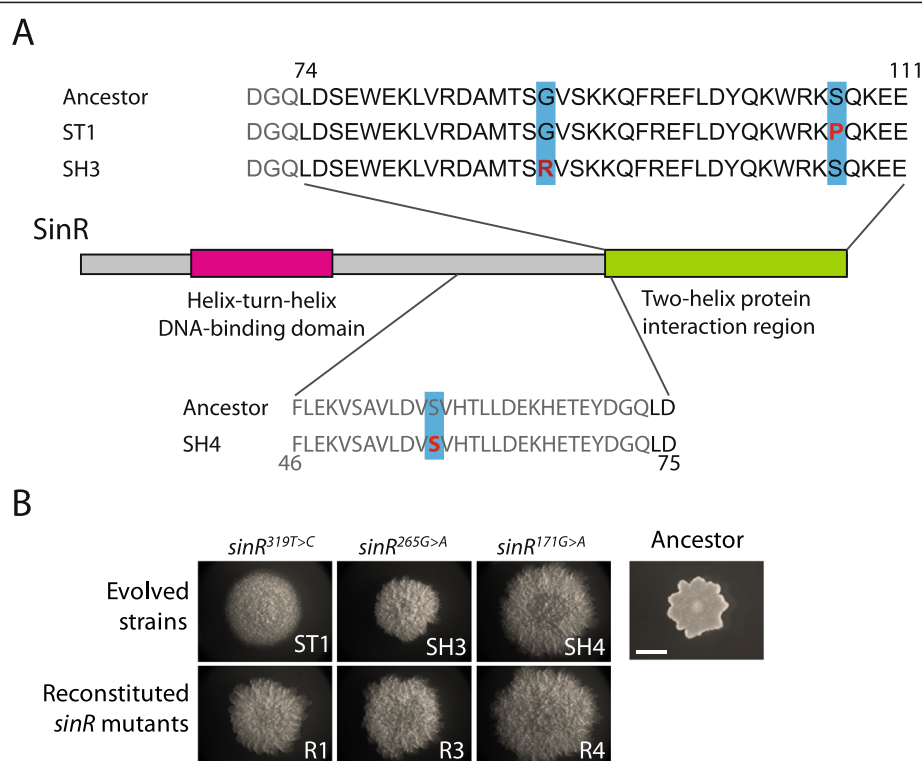 A
74 111
Ancestor DGQLDSEWEKLVRDAMTSGVSKKQFREFLDYQKWRKSQKEE
ST1 DGQLDSEWEKLVRDAMTSGVSKKQFREFLDYQKWRKPQKEE
SH3 DGQLDSEWEKLVRDAMTSRVSKKQFREFLDYQKWRKSQKEE
SinR
Helix-turn-helix
DNA-binding domain
Two-helix protein
interaction region
Ancestor FLEKVSAVLDVSVHTLLDEKHETEYDGQLD
SH4 FLEKVSAVLDVSVHTLLDEKHETEYDGQLD
46 75
B
sinR319T>C sinR265G>A sinR171G>A Ancestor
Evolved
strains
ST1 SH3 SH4
Reconstituted
sinR mutants
R1 R3 R4